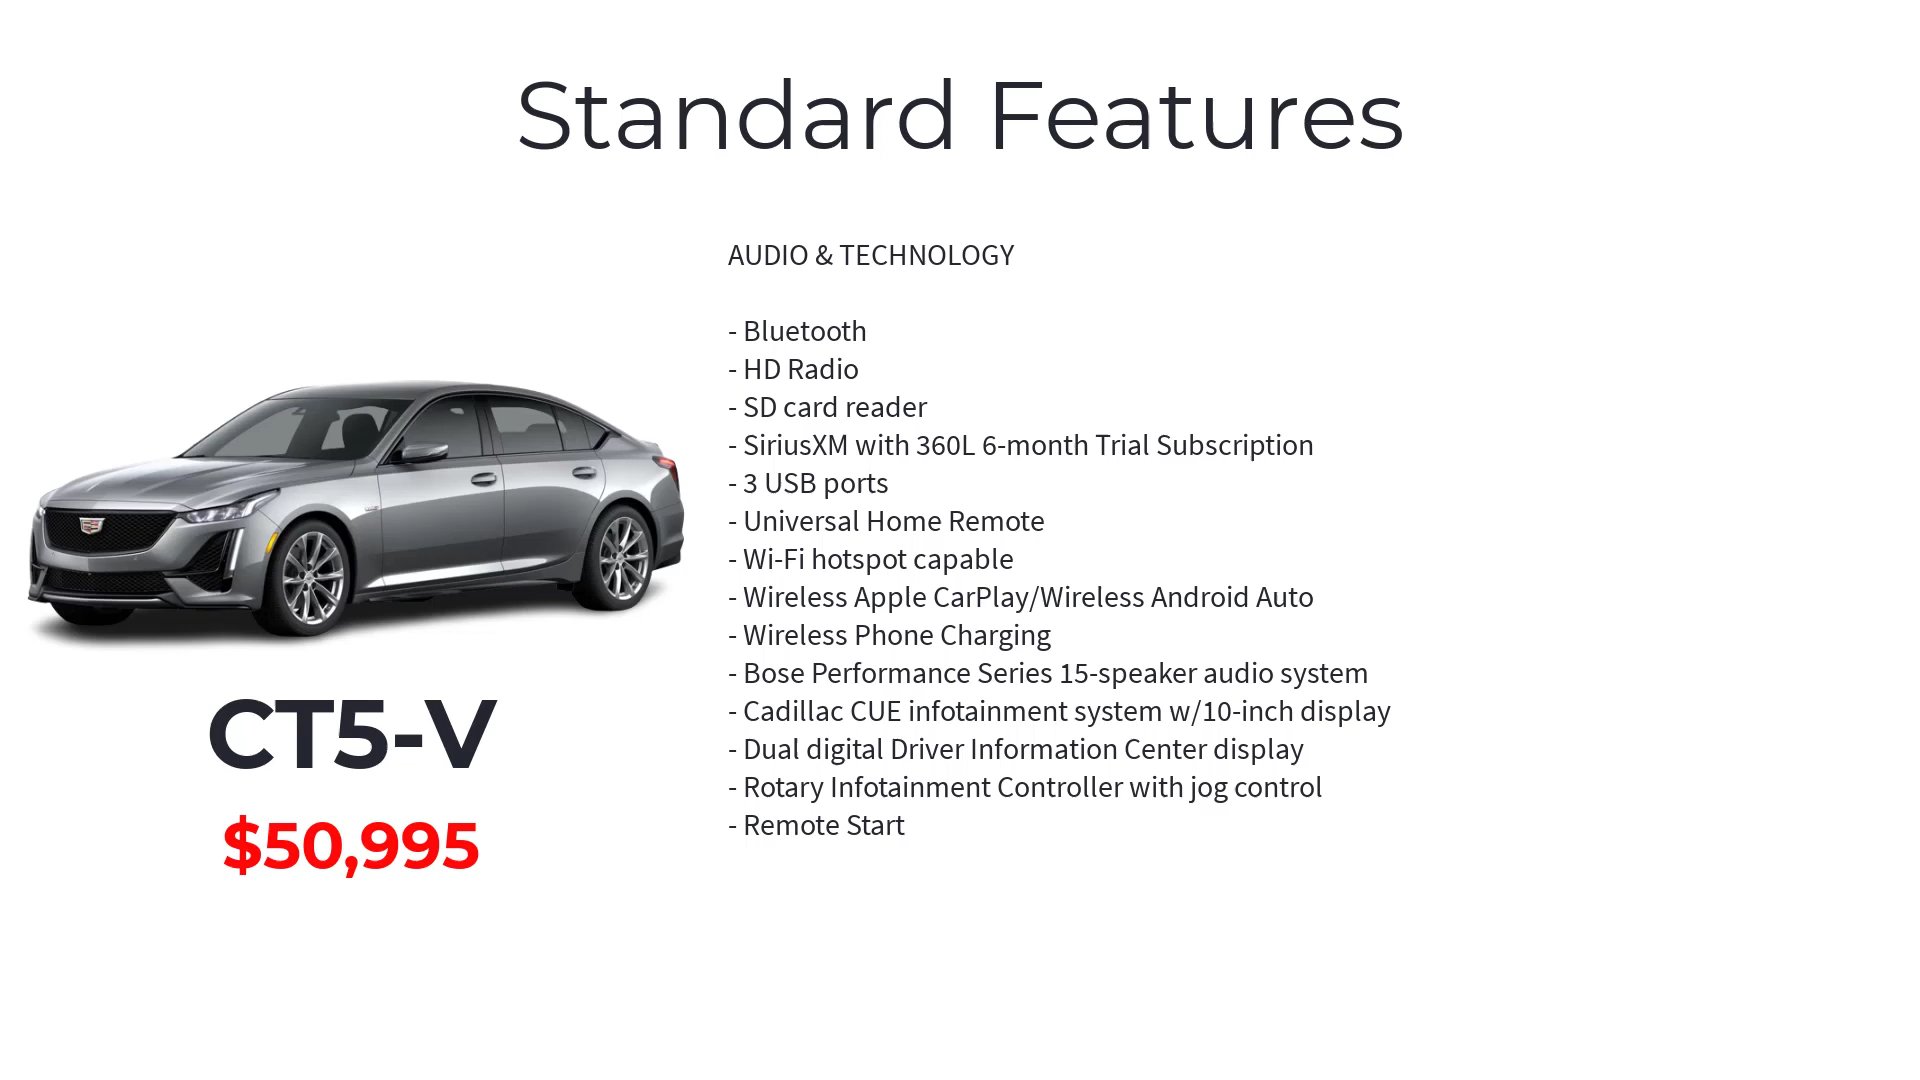 Standard Features
AUDIO & TECHNOLOGY
- Bluetooth
- HD Radio
- SD card reader
- SiriusXM with 360L 6-month Trial Subscription
- 3 USB ports
- Universal Home Remote
- Wi-Fi hotspot capable
- Wireless Apple CarPlay/Wireless Android Auto
- Wireless Phone Charging
- Bose Performance Series 15-speaker audio system
- Cadillac CUE infotainment system w/10-inch display
- Dual digital Driver Information Center display
- Rotary Infotainment Controller with jog control
- Remote Start
CT5-V
$50,995